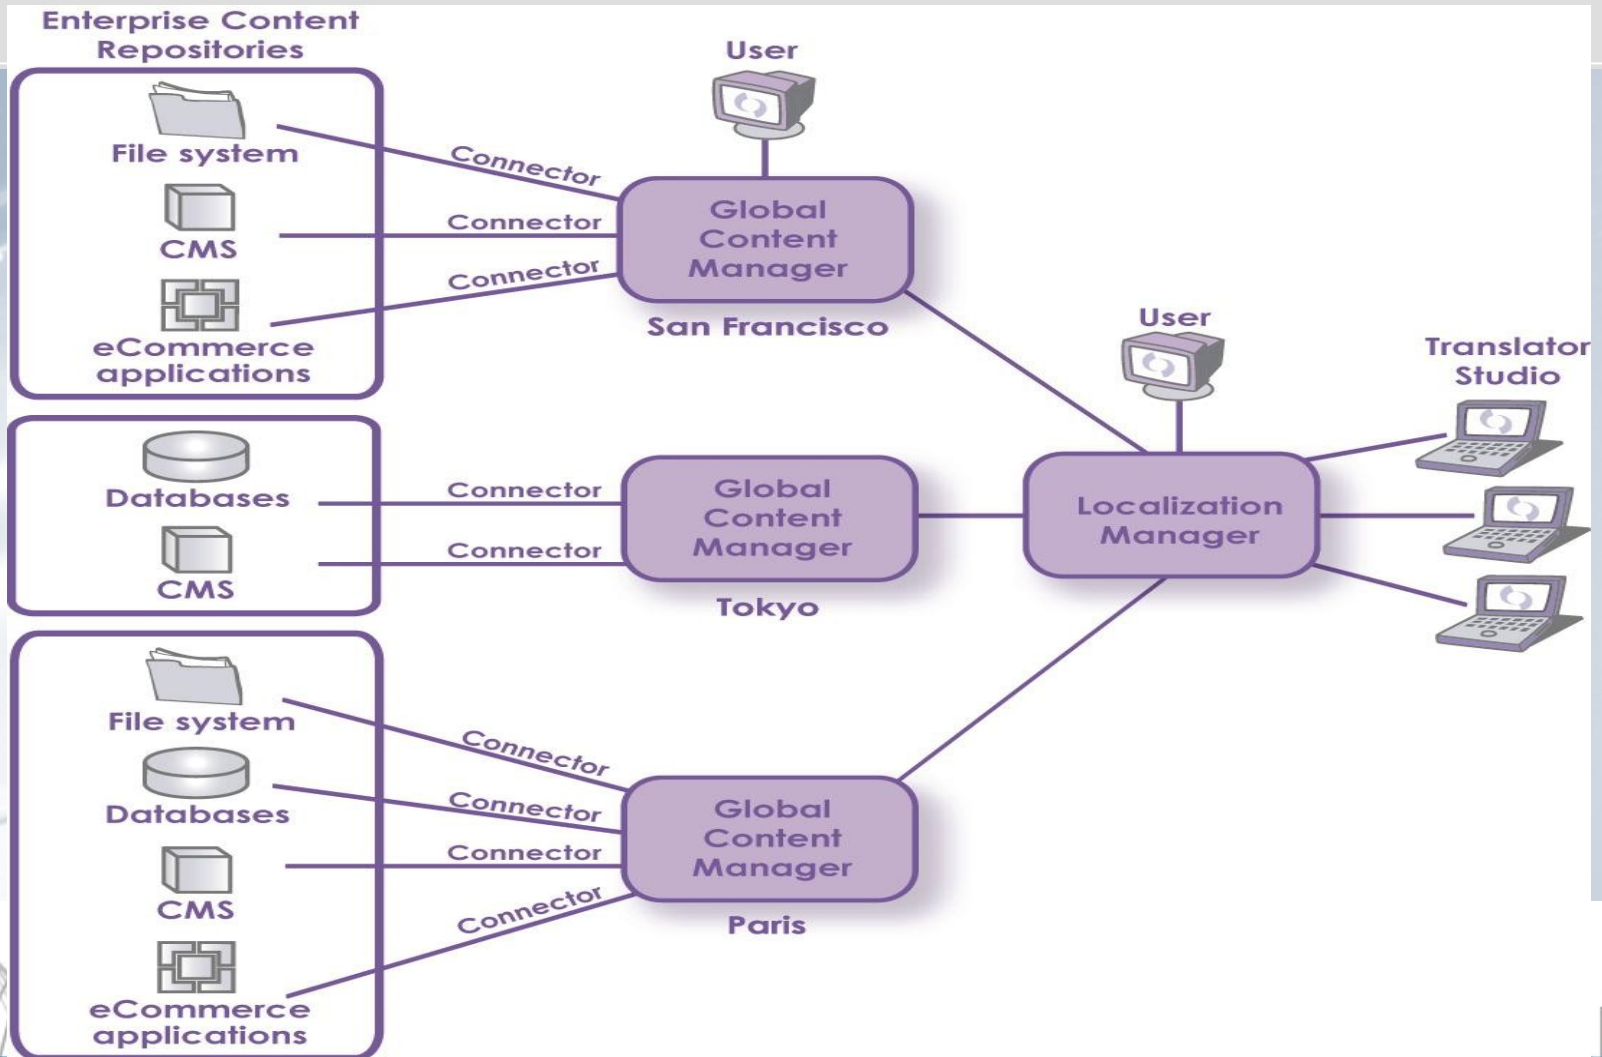 Enterprise Content
Repositories
File system
CMS
eCommerce
applications
Connector
Connector
Connector
User
Global
Content
Manager
San Francisco
Databases
CMS
Connector
Connector
Global
Content
Manager
Tokyo
File system
Databases
CMS
eCommerce
applications
Connector
Connector
Connector
Connector
Global
Content
Manager
Paris
User
Localization
Manager
Translator
Studio